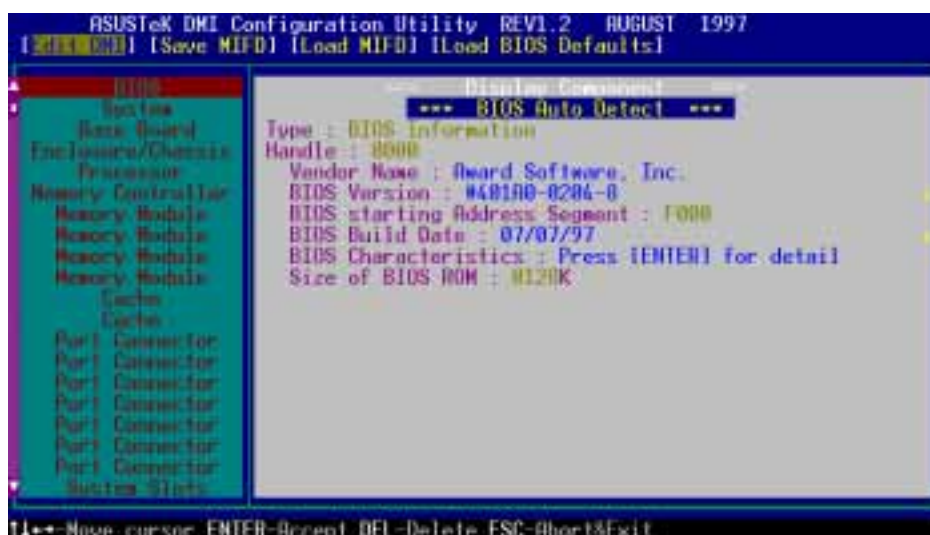 ASUSTeK DMI Configuration Utility REV1.2 AUGUST 1997
[Edit DMI] [Save MIFD] [Load MIFD] [Load BIOS Defaults]
BIOS
System
Base Board
Enclosure/Chassis
Processor
Memory Controller
Memory Module
Memory Module
Memory Module
Memory Module
Cache
Cache
Port Connector
Port Connector
Port Connector
Port Connector
Port Connector
Port Connector
Port Connector
System Slots
*** Display Component ***
*** BIOS Auto Detect ***
Type : BIOS information
Handle : 0000
Vendor Name : Award Software, Inc.
BIOS Version : #401A0-0204-0
BIOS starting Address Segment : F000
BIOS Build Date : 07/07/97
BIOS Characteristics : Press [ENTER] for detail
Size of BIOS ROM : 0128K
↑↓←→-Move cursor ENTER-Accept DEL-Delete ESC-Abort&Exit